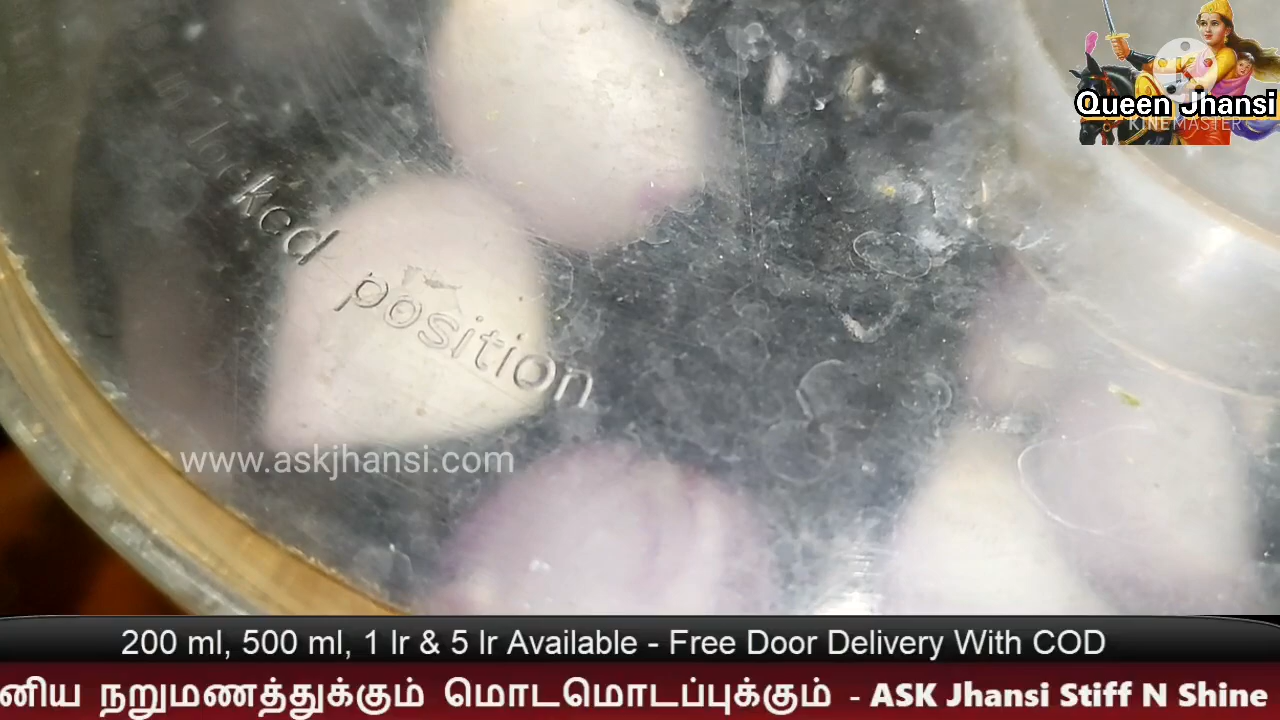 Queen Jhansi
KINEMASTER
locked position
www.askjhansi.com
200 ml, 500 ml, 1 lr & 5 lr Available - Free Door Delivery With COD
னிய நறுமணத்துக்கும் மொடமொடப்புக்கும் - ASK Jhansi Stiff N Shine